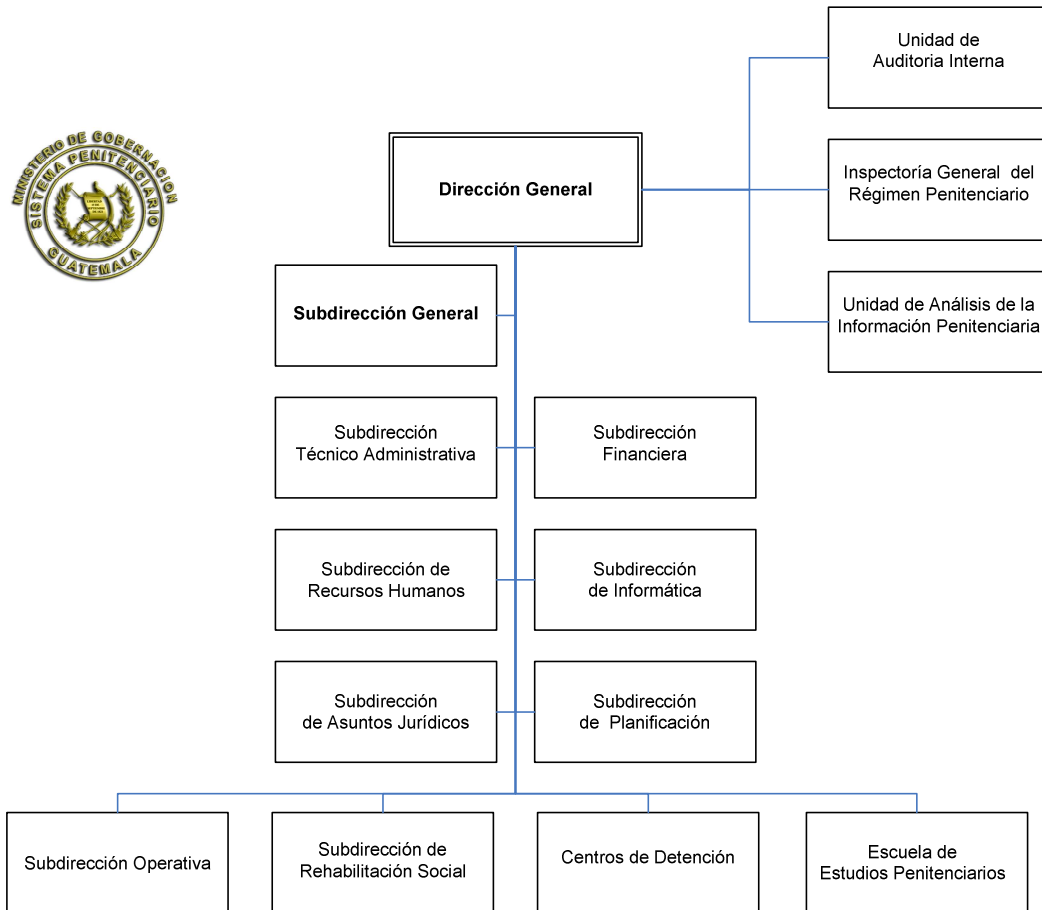 Unidad de
Auditoria Interna
MINISTERIO DE GOBERNACION
SISTEMA PENITENCIARIO
GUATEMALA
Dirección General
Inspectoría General del
Régimen Penitenciario
Subdirección General
Unidad de Análisis de la
Información Penitenciaria
Subdirección
Técnico Administrativa
Subdirección
Financiera
Subdirección de
Recursos Humanos
Subdirección
de Informática
Subdirección
de Asuntos Jurídicos
Subdirección
de Planificación
Subdirección Operativa
Subdirección de
Rehabilitación Social
Centros de Detención
Escuela de
Estudios Penitenciarios